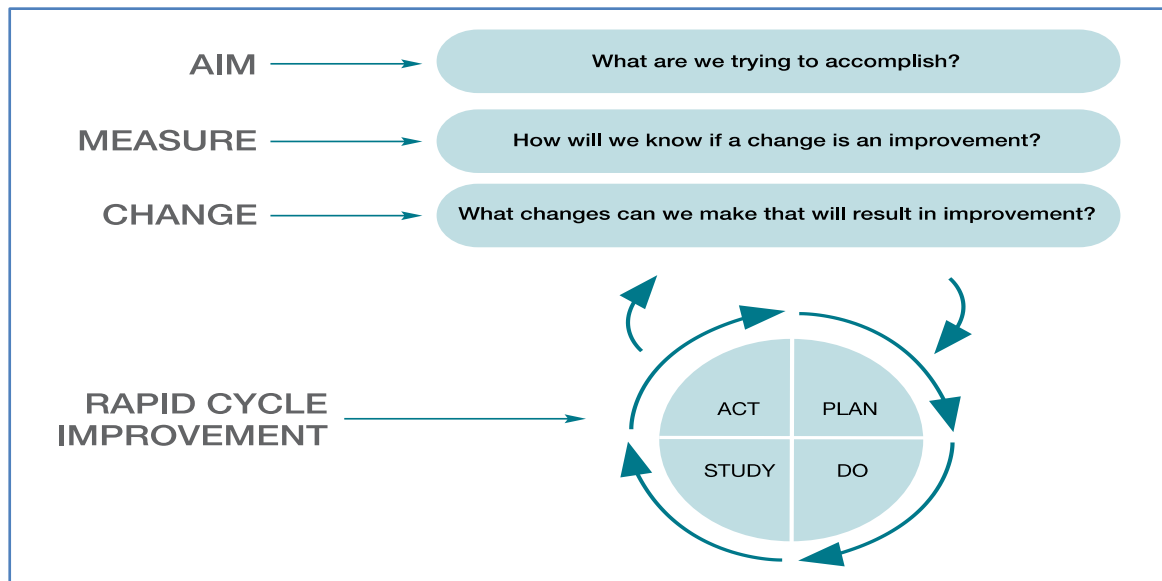 AIM
What are we trying to accomplish?
MEASURE
How will we know if a change is an improvement?
CHANGE
What changes can we make that will result in improvement?
RAPID CYCLE
IMPROVEMENT
ACT
PLAN
STUDY
DO